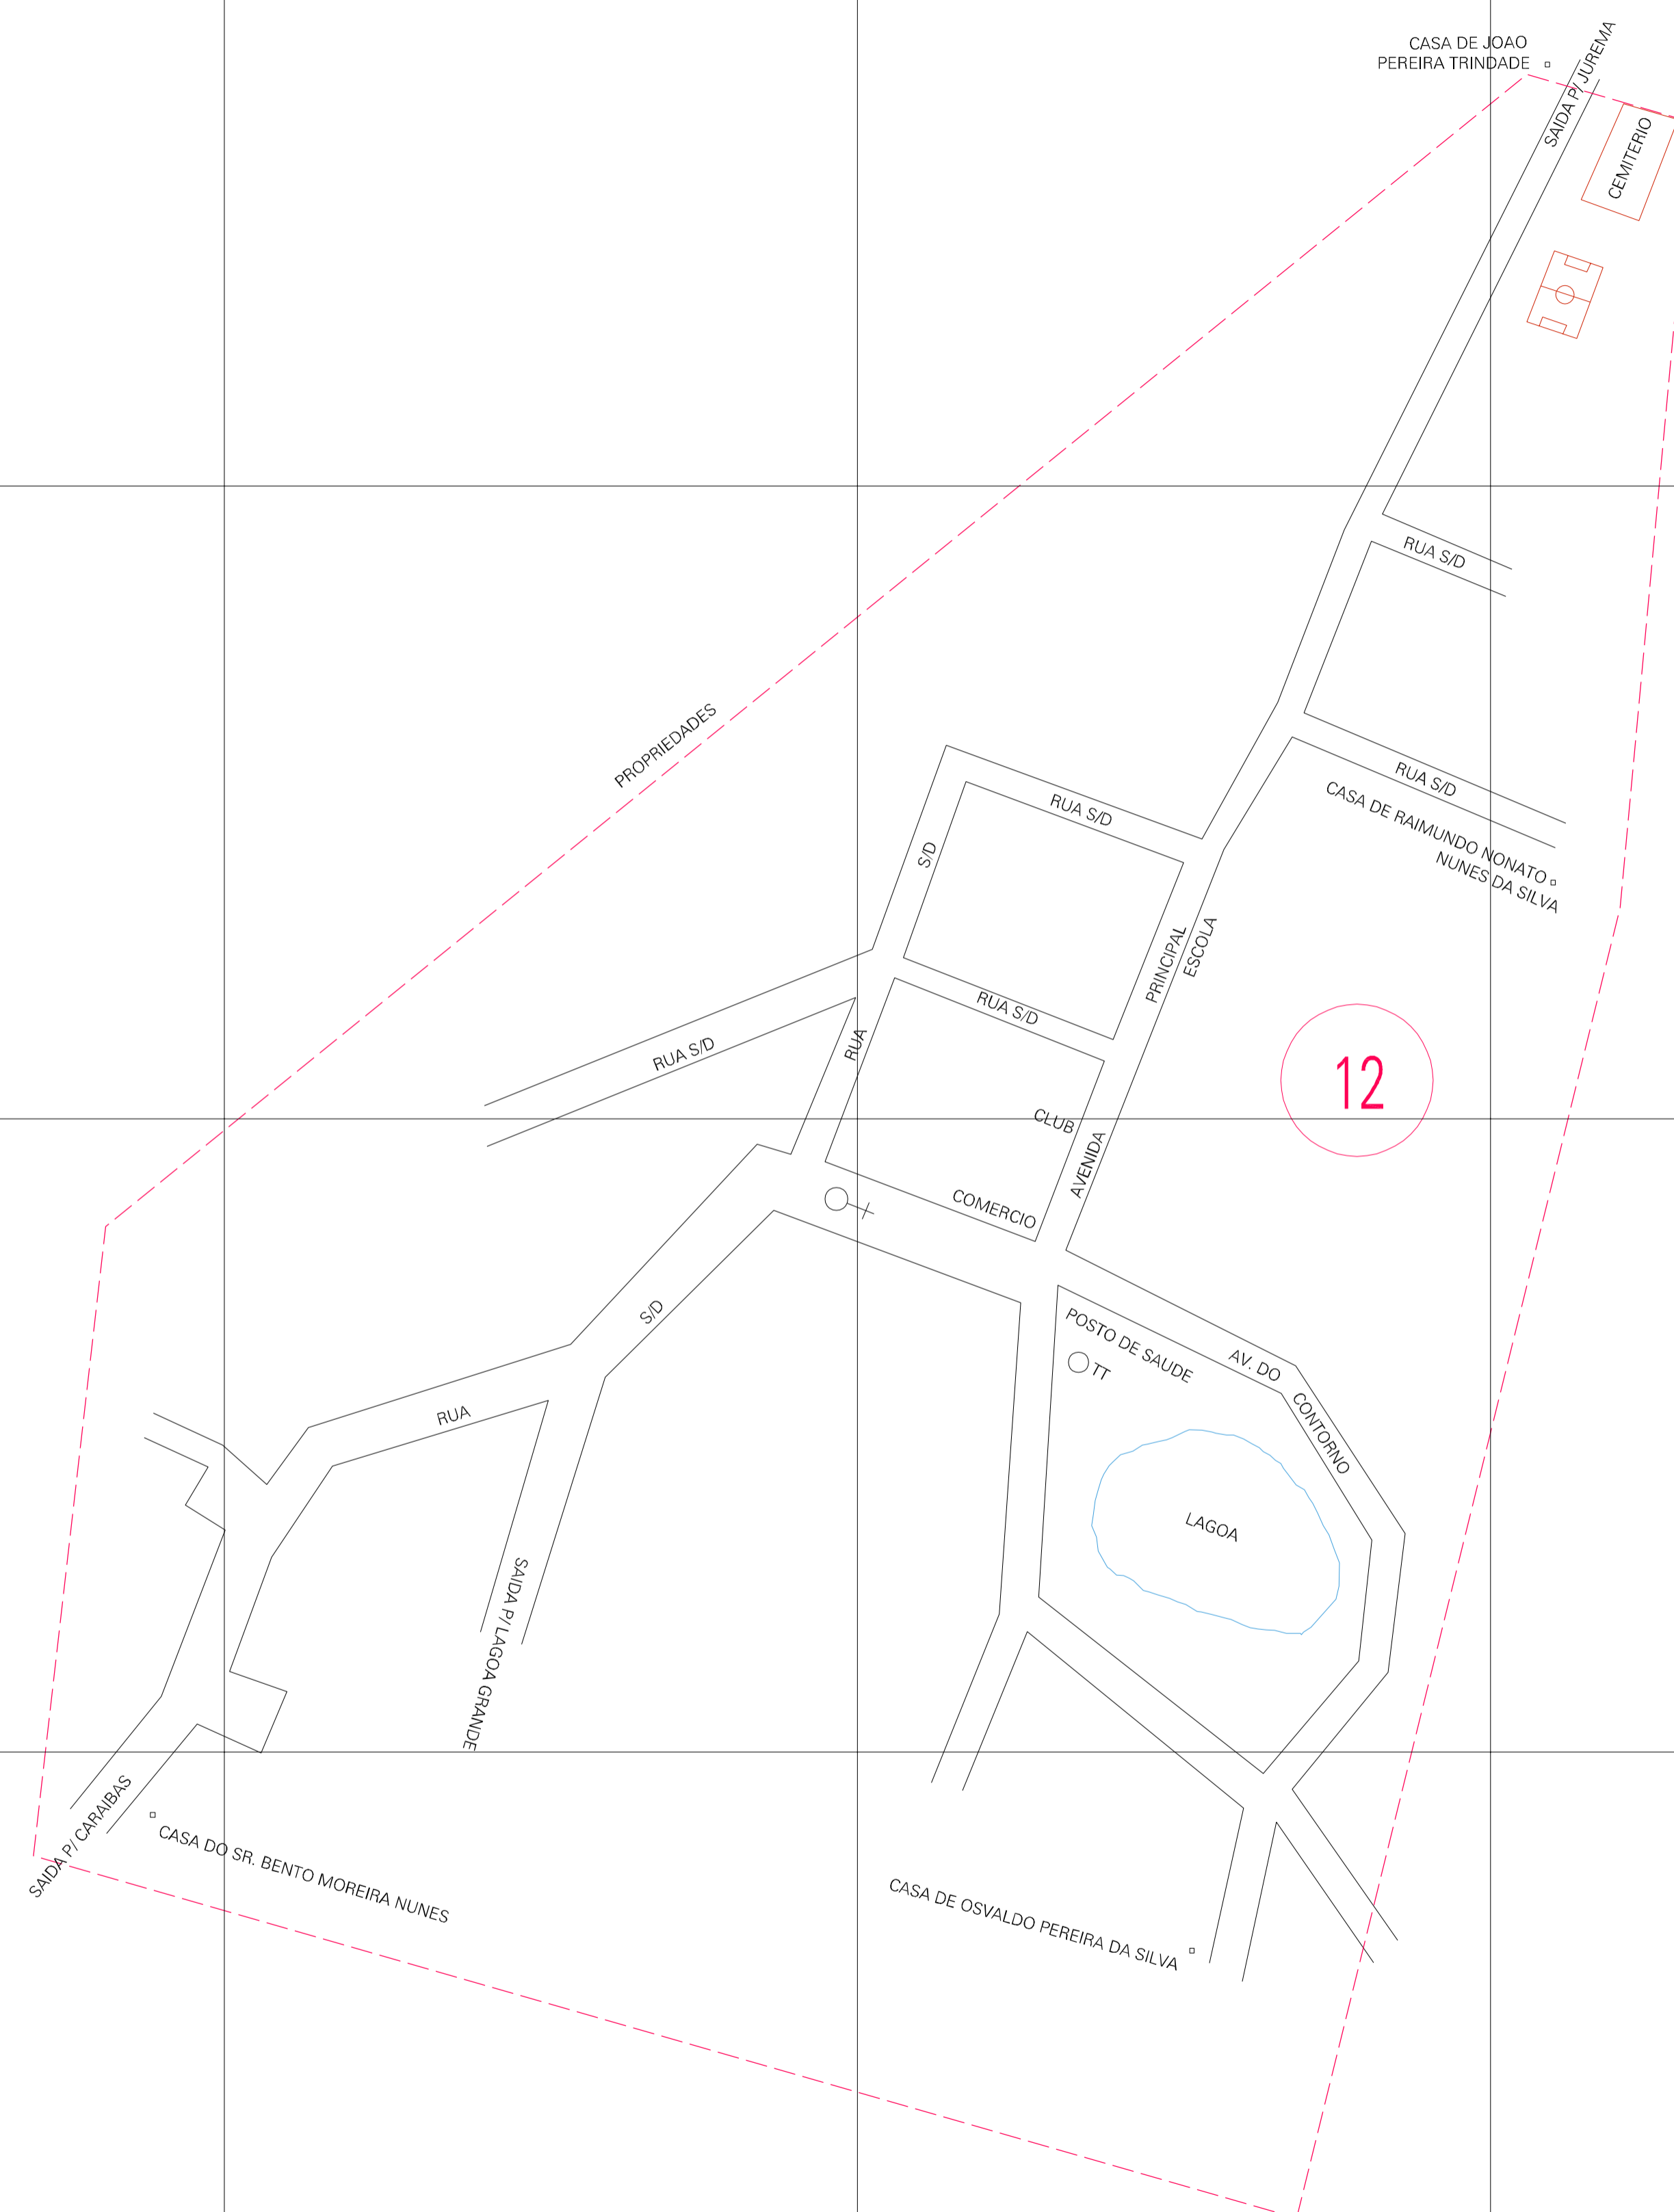 CASA DE JOAO
PEREIRA TRINDADE
SAIDA P/ JUREMA
CEMITERIO
RUA S/D
PROPRIEDADES
RUA S/D
CASA DE RAIMUNDO NONATO
NUNES DA SILVA
RUA S/D
S/D
PRINCIPAL
ESCOLA
RUA S/D
RUA
RUA S/D
12
CLUB
AVENIDA
COMERCIO
S/D
POSTO DE SAUDE
TT
AV. DO
CONTORNO
RUA
LAGOA
SAIDA P/ LAGOA GRANDE
SAIDA P/ CARAIBAS
CASA DO SR. BENTO MOREIRA NUNES
CASA DE OSVALDO PEREIRA DA SILVA